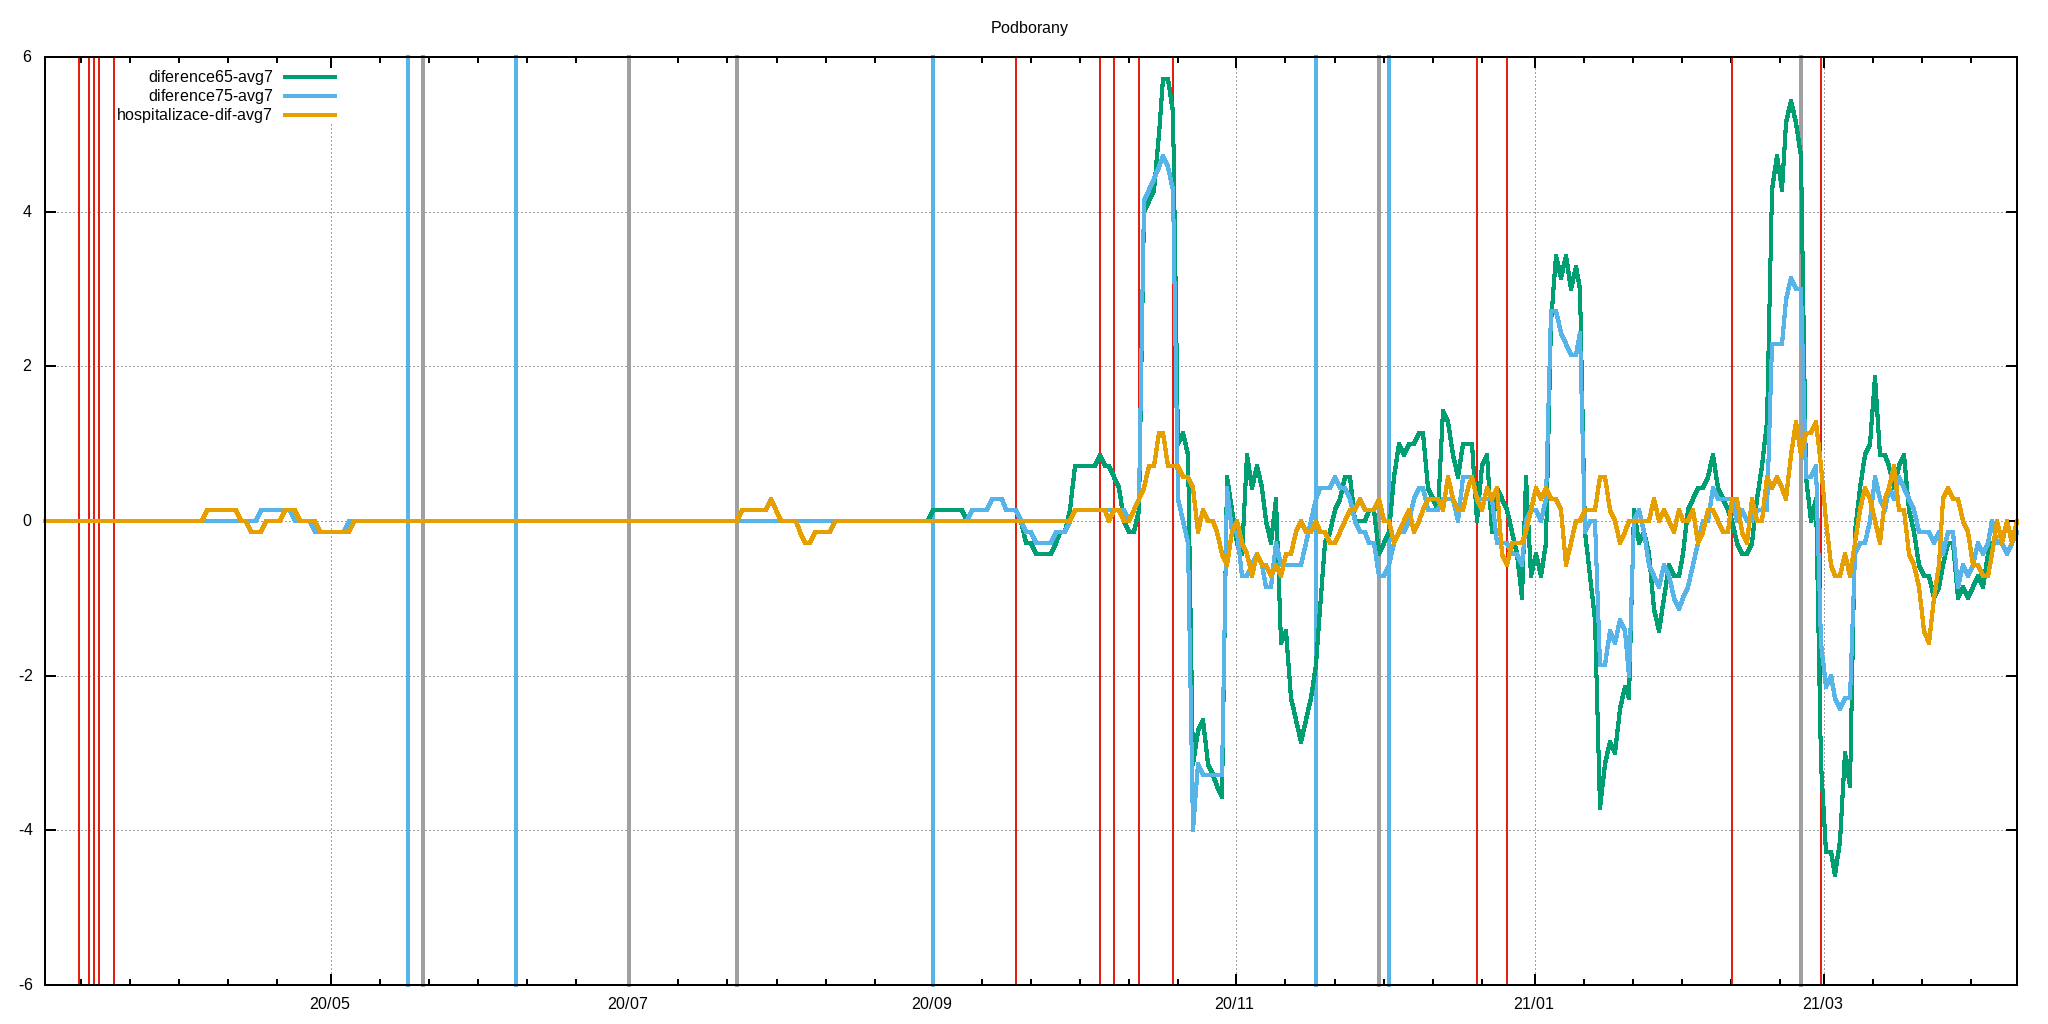 Podborany
6
diference65-avg7
diference75-avg7
hospitalizace-dif-avg7
4
2
0
-2
-4
-6
20/05 20/07 20/09 20/11 21/01 21/03